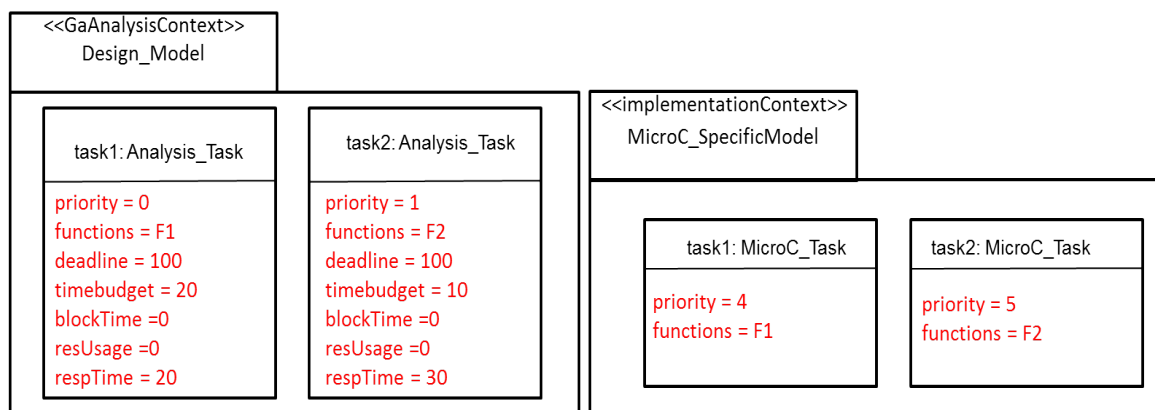 <<GaAnalysisContext>>
Design_Model
task1: Analysis_Task
priority = 0
functions = F1
deadline = 100
timebudget = 20
blockTime =0
resUsage =0
respTime = 20
task2: Analysis_Task
priority = 1
functions = F2
deadline = 100
timebudget = 10
blockTime =0
resUsage =0
respTime = 30
<<implementationContext>>
MicroC_SpecificModel
task1: MicroC_Task
priority = 4
functions = F1
task2: MicroC_Task
priority = 5
functions = F2